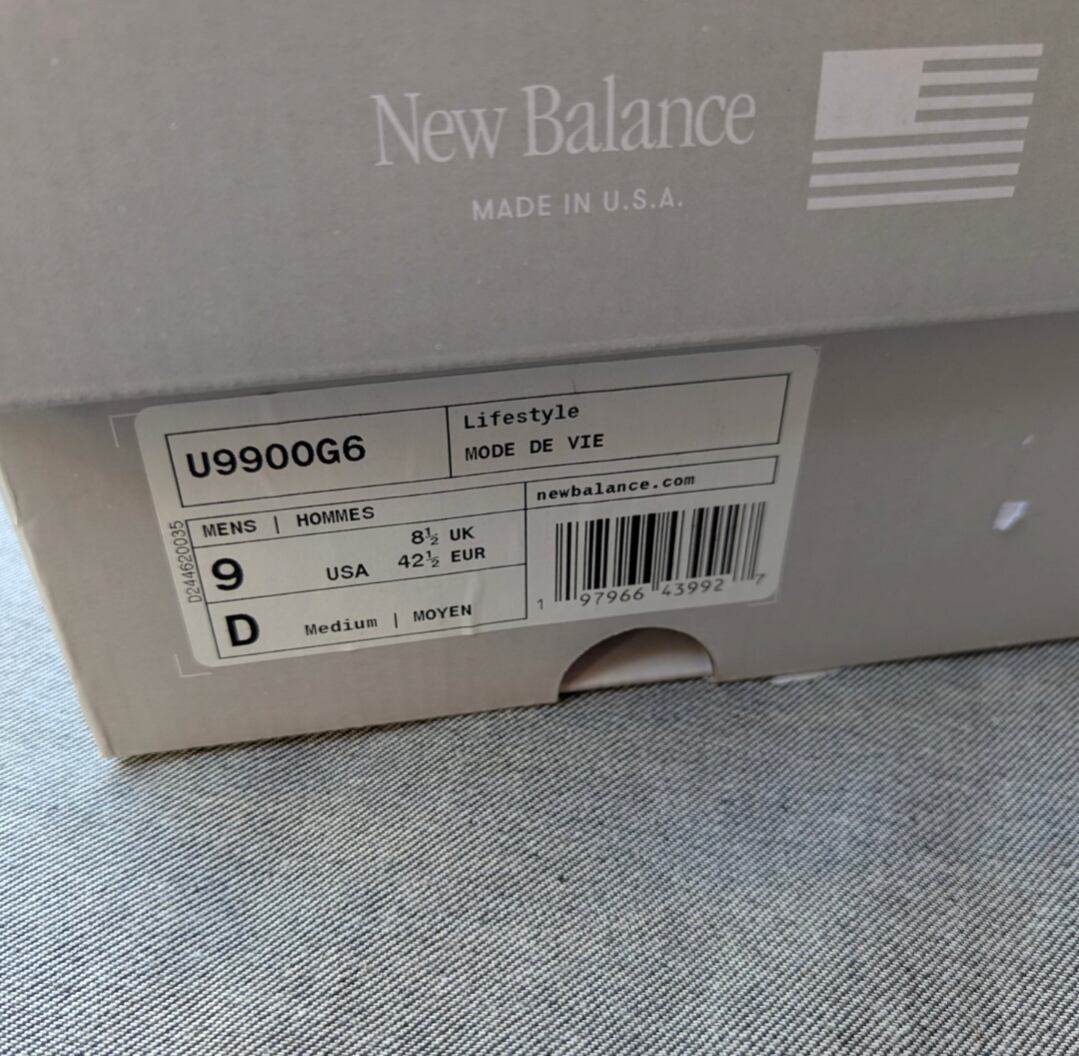 New Balance
MADE IN U.S.A.
U9900G6
Lifestyle
MODE DE VIE
newbalance.com
D244620035
MENS | HOMMES
9 USA 8½ UK
42½ EUR
D Medium | MOYEN
1 97966 43992 7